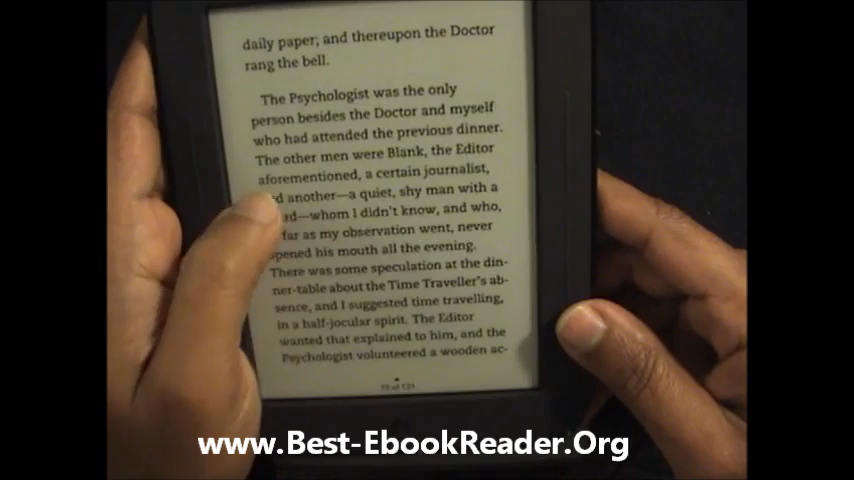 daily paper; and thereupon the Doctor
rang the bell.
The Psychologist was the only
person besides the Doctor and myself
who had attended the previous dinner.
The other men were Blank, the Editor
aforementioned, a certain journalist,
another—a quiet, shy man with a
rd—whom I didn't know, and who,
far as my observation went, never
opened his mouth all the evening.
There was some speculation at the din-
ner-table about the Time Traveller's ab-
sence, and I suggested time travelling,
in a half-jocular spirit. The Editor
wanted that explained to him, and the
Psychologist volunteered a wooden ac-
of 131
www.Best-EbookReader.Org